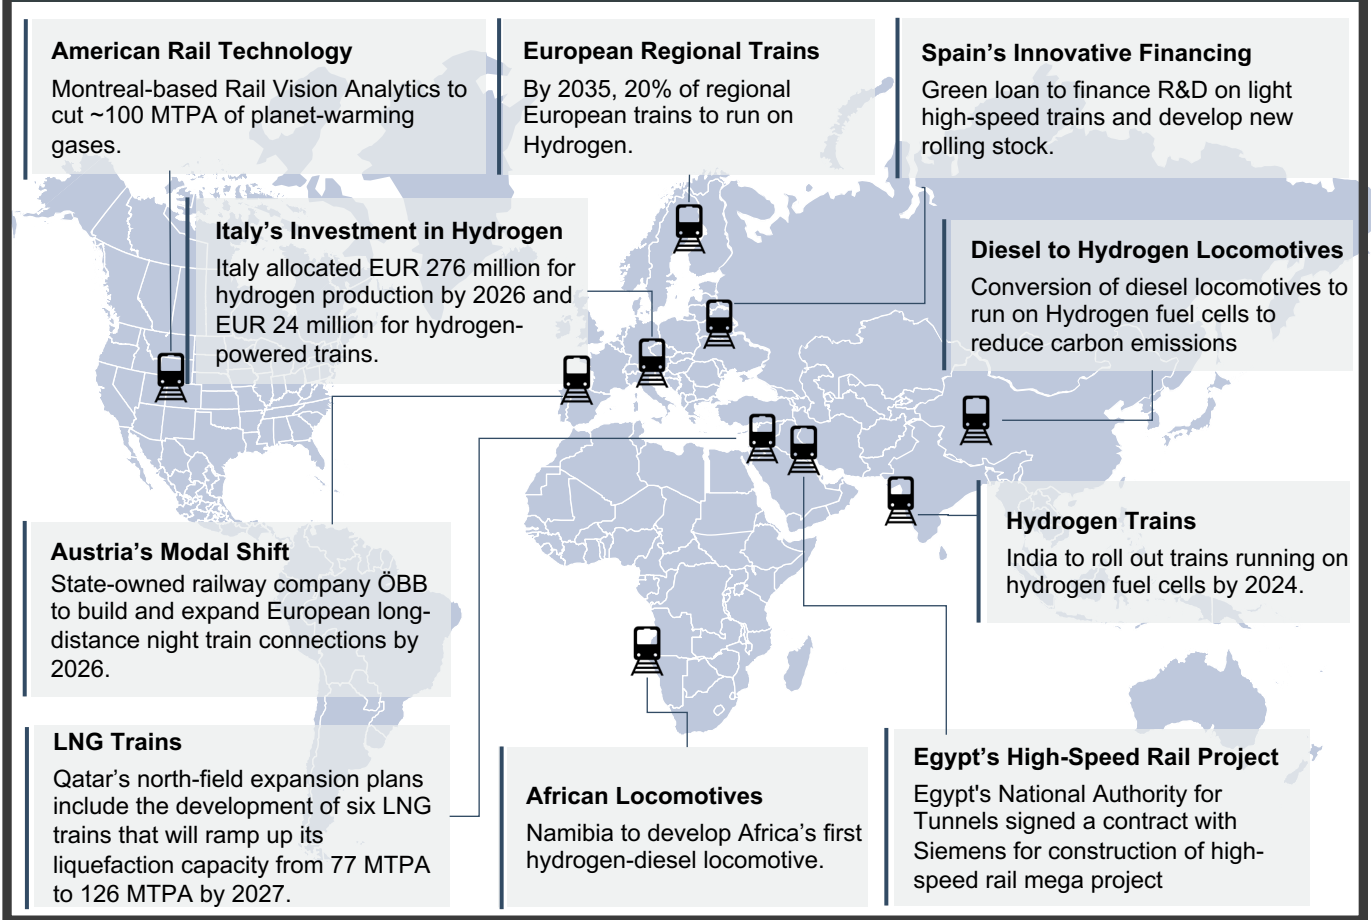 American Rail Technology
Montreal-based Rail Vision Analytics to
cut ~100 MTPA of planet-warming
gases.
European Regional Trains
By 2035, 20% of regional
European trains to run on
Hydrogen.
Spain’s Innovative Financing
Green loan to finance R&D on light
high-speed trains and develop new
rolling stock.
Italy’s Investment in Hydrogen
Italy allocated EUR 276 million for
hydrogen production by 2026 and
EUR 24 million for hydrogen-
powered trains.
Diesel to Hydrogen Locomotives
Conversion of diesel locomotives to
run on Hydrogen fuel cells to
reduce carbon emissions
Hydrogen Trains
India to roll out trains running on
hydrogen fuel cells by 2024.
Austria’s Modal Shift
State-owned railway company ÖBB
to build and expand European long-
distance night train connections by
2026.
LNG Trains
Qatar’s north-field expansion plans
include the development of six LNG
trains that will ramp up its
liquefaction capacity from 77 MTPA
to 126 MTPA by 2027.
African Locomotives
Namibia to develop Africa’s first
hydrogen-diesel locomotive.
Egypt’s High-Speed Rail Project
Egypt's National Authority for
Tunnels signed a contract with
Siemens for construction of high-
speed rail mega project